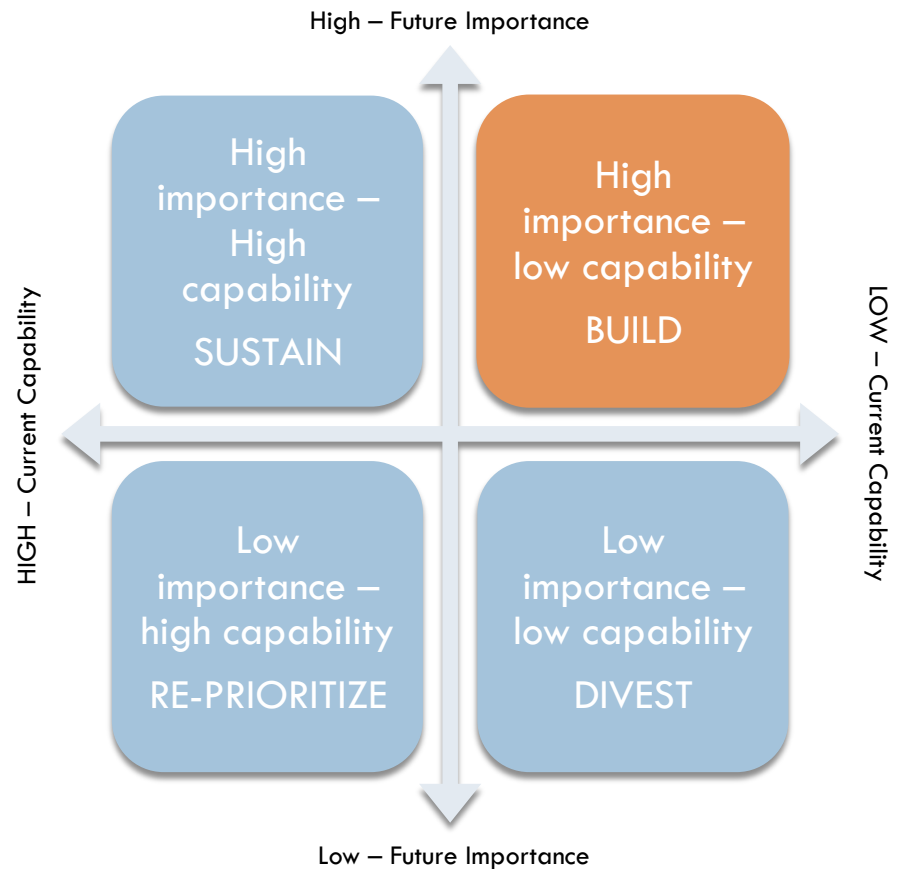 High – Future Importance
High
importance –
High
capability
SUSTAIN
High
importance –
low capability
BUILD
HIGH – Current Capability
LOW – Current Capability
Low
importance –
high capability
RE-PRIORITIZE
Low
importance –
low capability
DIVEST
Low – Future Importance